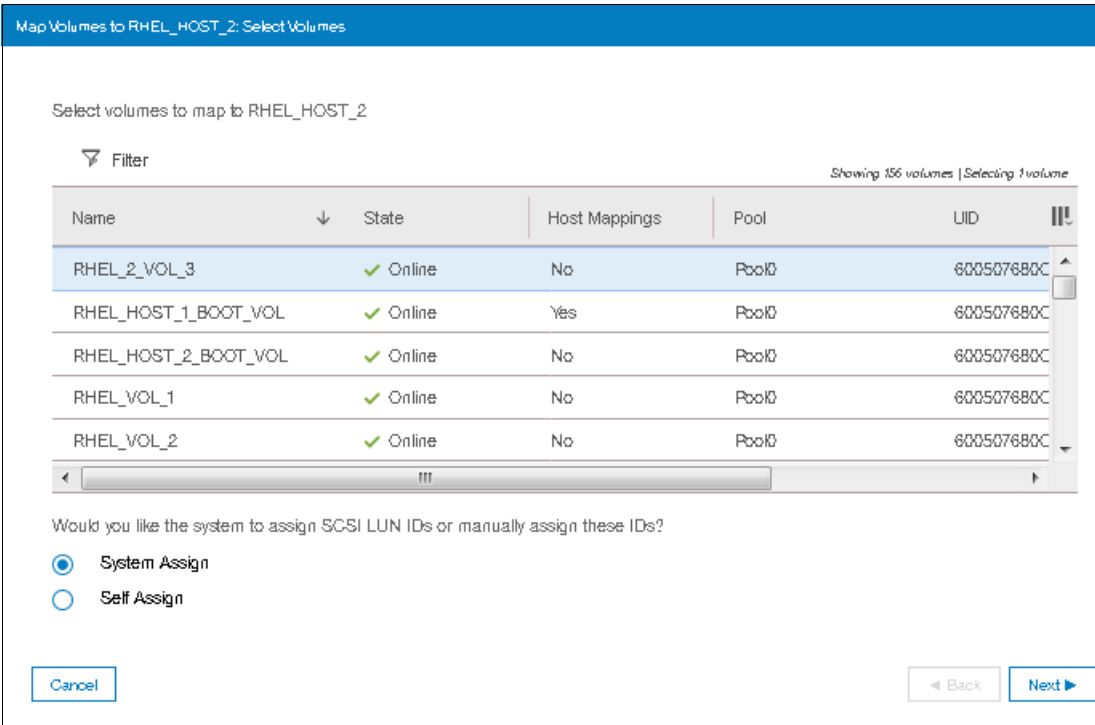 Map Volumes to RHEL_HOST_2: Select Volumes
Select volumes to map to RHEL_HOST_2
Filter
Showing 156 volumes | Selecting 1 volume
Name State Host Mappings Pool UID
RHEL_2_VOL_3 Online No Pool0 600507680C
RHEL_HOST_1_BOOT_VOL Online Yes Pool0 600507680C
RHEL_HOST_2_BOOT_VOL Online No Pool0 600507680C
RHEL_VOL_1 Online No Pool0 600507680C
RHEL_VOL_2 Online No Pool0 600507680C
Would you like the system to assign SCSI LUN IDs or manually assign these IDs?
System Assign
Self Assign
Cancel Back Next